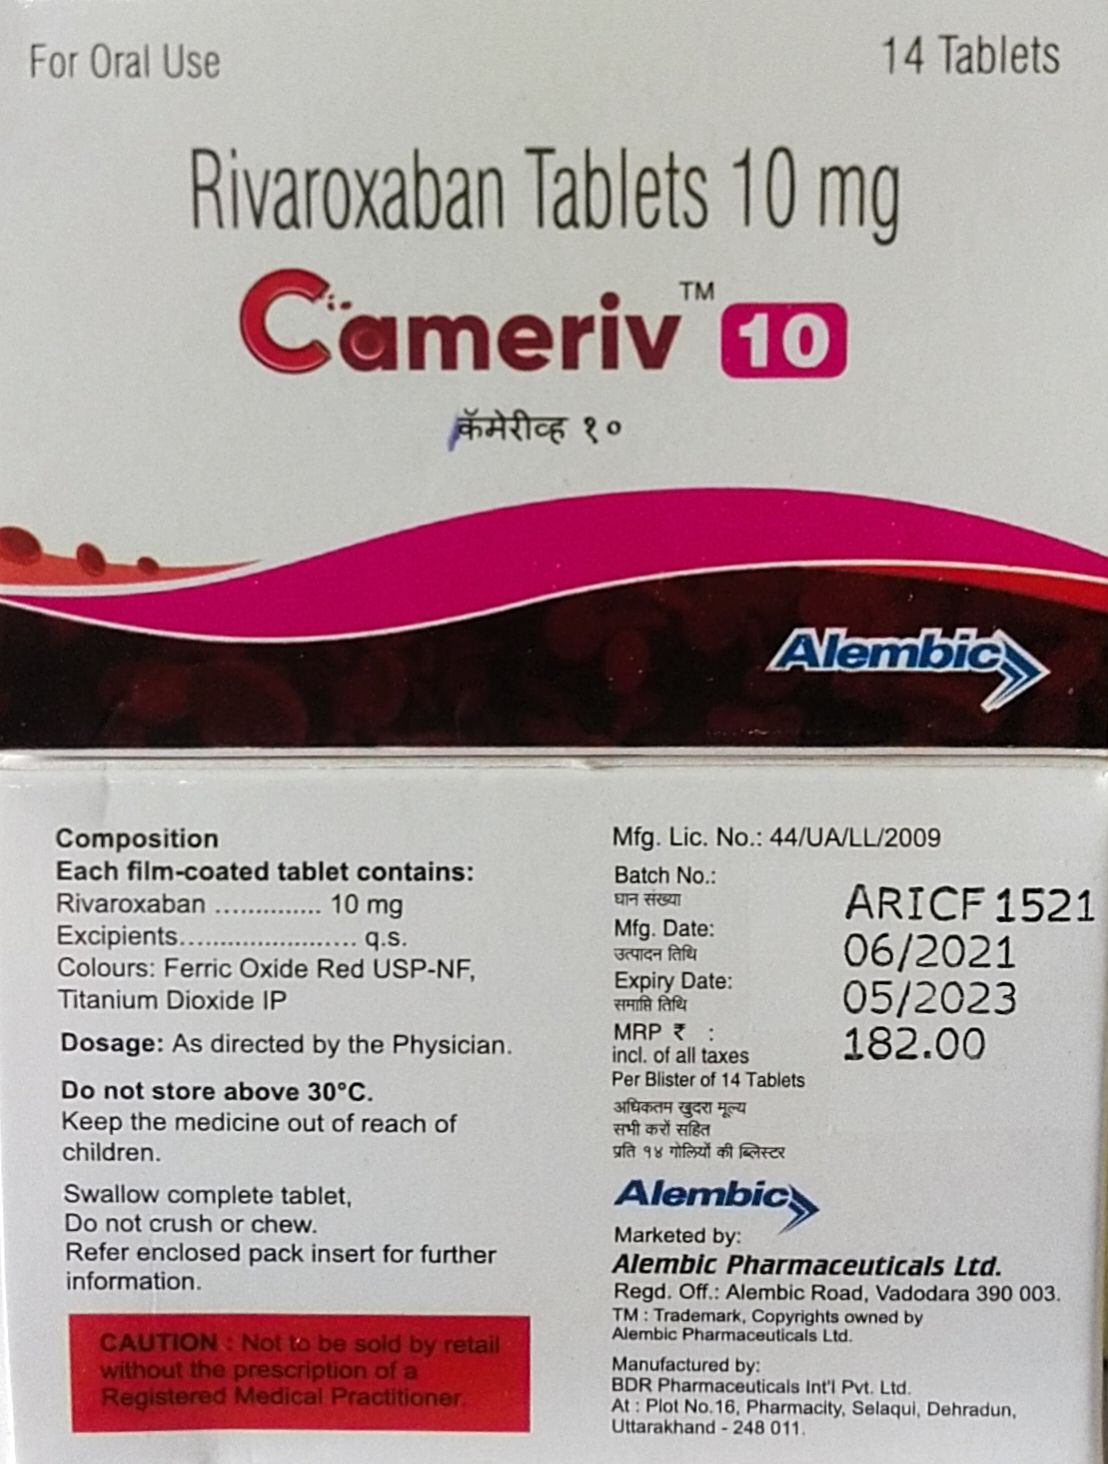 For Oral Use
14 Tablets
Rivaroxaban Tablets 10 mg
Cameriv™ 10
कॅमेरीव्ह १०
Alembic
Composition
Each film-coated tablet contains:
Rivaroxaban .............. 10 mg
Excipients....................... q.s.
Colours: Ferric Oxide Red USP-NF,
Titanium Dioxide IP
Dosage: As directed by the Physician.
Do not store above 30°C.
Keep the medicine out of reach of
children.
Swallow complete tablet,
Do not crush or chew.
Refer enclosed pack insert for further
information.
CAUTION : Not to be sold by retail
without the prescription of a
Registered Medical Practitioner.
Mfg. Lic. No.: 44/UA/LL/2009
Batch No.: ARICF1521
घान संख्या
Mfg. Date: 06/2021
उत्पादन तिथि
Expiry Date: 05/2023
समाप्ति तिथि
MRP ₹ : 182.00
incl. of all taxes
Per Blister of 14 Tablets
अधिकतम खुदरा मूल्य
सभी करों सहित
प्रति १४ गोलियों की ब्लिस्टर
Alembic
Marketed by:
Alembic Pharmaceuticals Ltd.
Regd. Off.: Alembic Road, Vadodara 390 003.
TM : Trademark, Copyrights owned by
Alembic Pharmaceuticals Ltd.
Manufactured by:
BDR Pharmaceuticals Int'l Pvt. Ltd.
At : Plot No.16, Pharmacity, Selaqui, Dehradun,
Uttarakhand - 248 011.